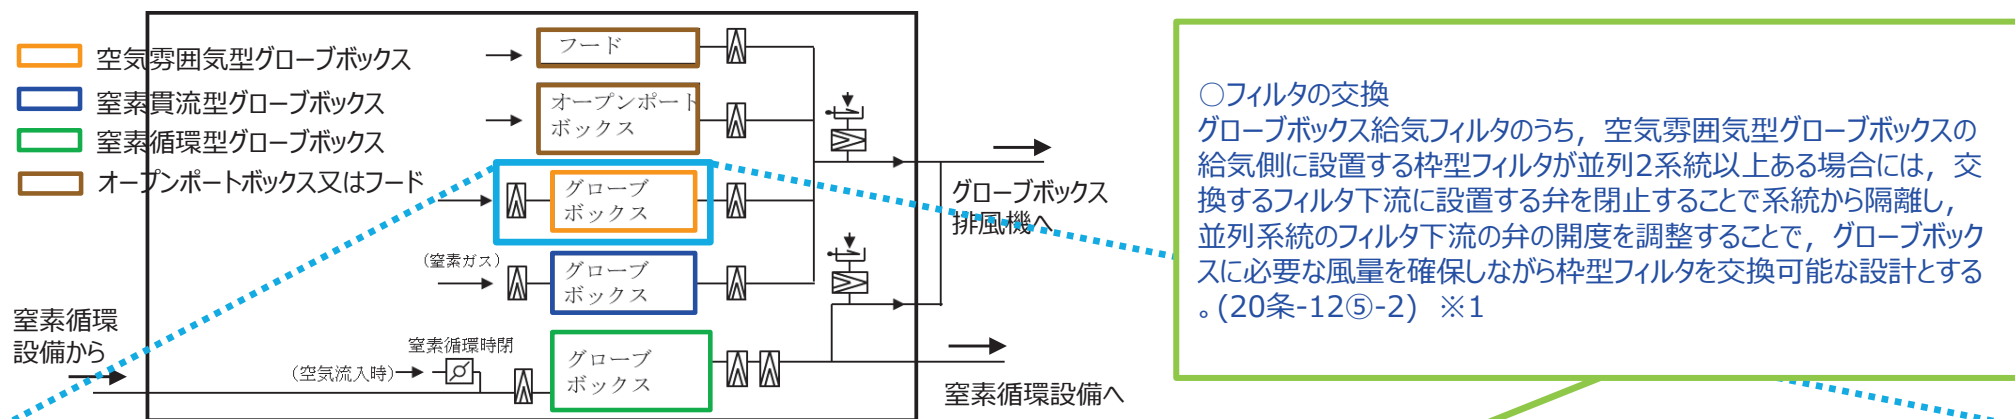 空気雰囲気型グローブボックス
窒素貫流型グローブボックス
窒素循環型グローブボックス
オープンポートボックス又はフード
フード
オープンポート
ボックス
グローブ
ボックス
(窒素ガス)
グローブ
ボックス
窒素循環
設備から
窒素循環時閉
(空気流入時)
グローブ
ボックス
グローブボックス
排風機へ
窒素循環設備へ
○フィルタの交換
グローブボックス給気フィルタのうち，空気雰囲気型グローブボックスの
給気側に設置する枠型フィルタが並列2系統以上ある場合には，交
換するフィルタ下流に設置する弁を閉止することで系統から隔離し，
並列系統のフィルタ下流の弁の開度を調整することで，グローブボック
スに必要な風量を確保しながら枠型フィルタを交換可能な設計とする
。(20条-12⑤-2) ※1